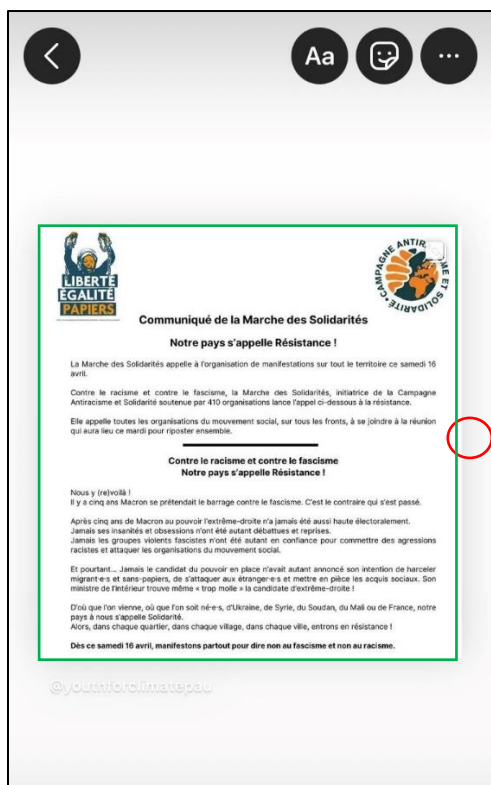 Aa
LIBERTÉ
ÉGALITÉ
PAPIERS
CAMPAGNE ANTIR ME ET SOLIDARITÉ
Communiqué de la Marche des Solidarités
Notre pays s'appelle Résistance !
La Marche des Solidarités appelle à l'organisation de manifestations sur tout le territoire ce samedi 16
avril.
Contre le racisme et contre le fascisme, la Marche des Solidarités, initiatrice de la Campagne
Antiracisme et Solidarité soutenue par 410 organisations lance l'appel ci-dessous à la résistance.
Elle appelle toutes les organisations du mouvement social, sur tous les fronts, à se joindre à la réunion
qui aura lieu ce mardi pour riposter ensemble.
Contre le racisme et contre le fascisme
Notre pays s'appelle Résistance !
Nous y (re)voilà !
Il y a cinq ans Macron se prétendait le barrage contre le fascisme. C'est le contraire qui s'est passé.
Après cinq ans de Macron au pouvoir l'extrême-droite n'a jamais été aussi haute électoralement.
Jamais ses insanités et obsessions n'ont été autant débattues et reprises.
Jamais les groupes violents fascistes n'ont été autant en confiance pour commettre des agressions
racistes et attaquer les organisations du mouvement social.
Et pourtant... Jamais le candidat du pouvoir en place n'avait autant annoncé son intention de harceler
migrant·e·s et sans-papiers, de s'attaquer aux étranger·e·s et mettre en pièce les acquis sociaux. Son
ministre de l'intérieur trouve même « trop molle » la candidate d'extrême-droite !
D'où que l'on vienne, où que l'on soit né·e·s, d'Ukraine, de Syrie, du Soudan, du Mali ou de France, notre
pays à nous s'appelle Solidarité.
Alors, dans chaque quartier, dans chaque village, dans chaque ville, entrons en résistance !
Dès ce samedi 16 avril, manifestons partout pour dire non au fascisme et non au racisme.
@youthforclimatepau